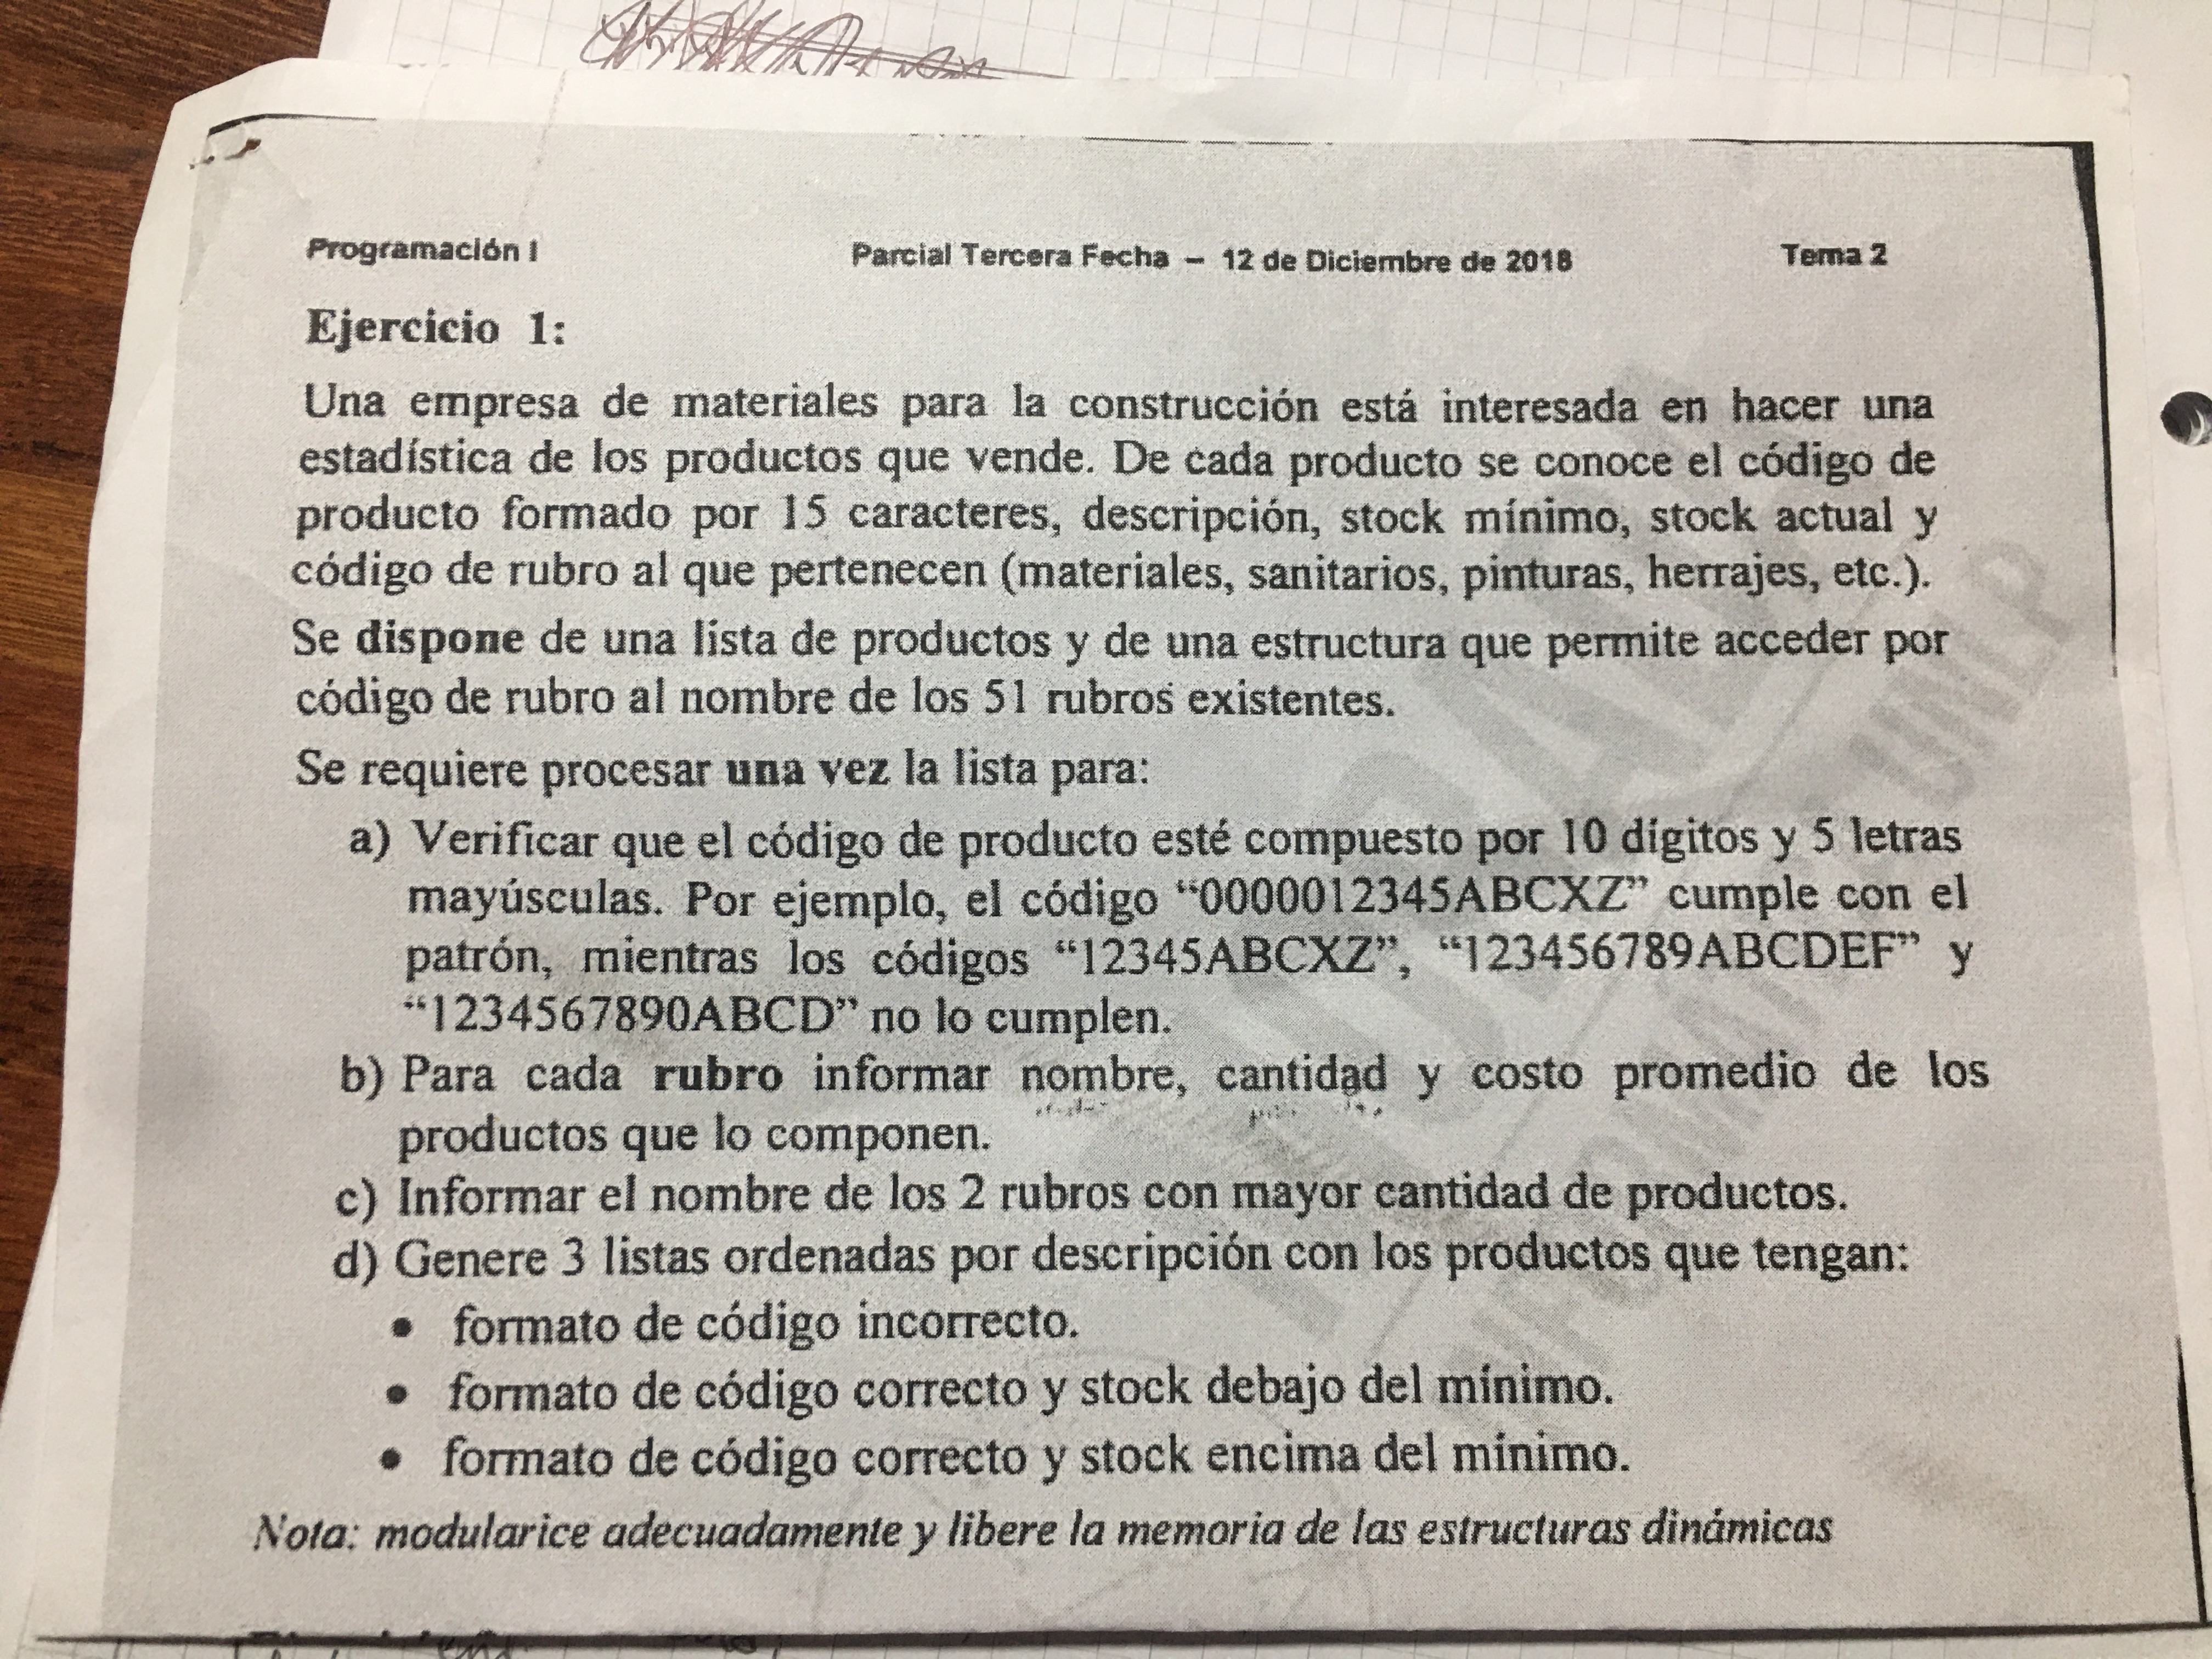 Programación I Parcial Tercera Fecha – 12 de Diciembre de 2018 Tema 2
Ejercicio 1:
Una empresa de materiales para la construcción está interesada en hacer una
estadística de los productos que vende. De cada producto se conoce el código de
producto formado por 15 caracteres, descripción, stock mínimo, stock actual y
código de rubro al que pertenecen (materiales, sanitarios, pinturas, herrajes, etc.).
Se dispone de una lista de productos y de una estructura que permite acceder por
código de rubro al nombre de los 51 rubros existentes.
Se requiere procesar una vez la lista para:
a) Verificar que el código de producto esté compuesto por 10 dígitos y 5 letras
mayúsculas. Por ejemplo, el código “0000012345ABCXZ” cumple con el
patrón, mientras los códigos “12345ABCXZ”, “123456789ABCDEF” y
“1234567890ABCD” no lo cumplen.
b) Para cada rubro informar nombre, cantidad y costo promedio de los
productos que lo componen.
c) Informar el nombre de los 2 rubros con mayor cantidad de productos.
d) Genere 3 listas ordenadas por descripción con los productos que tengan:
• formato de código incorrecto.
• formato de código correcto y stock debajo del mínimo.
• formato de código correcto y stock encima del mínimo.
Nota: modularice adecuadamente y libere la memoria de las estructuras dinámicas
UNLP